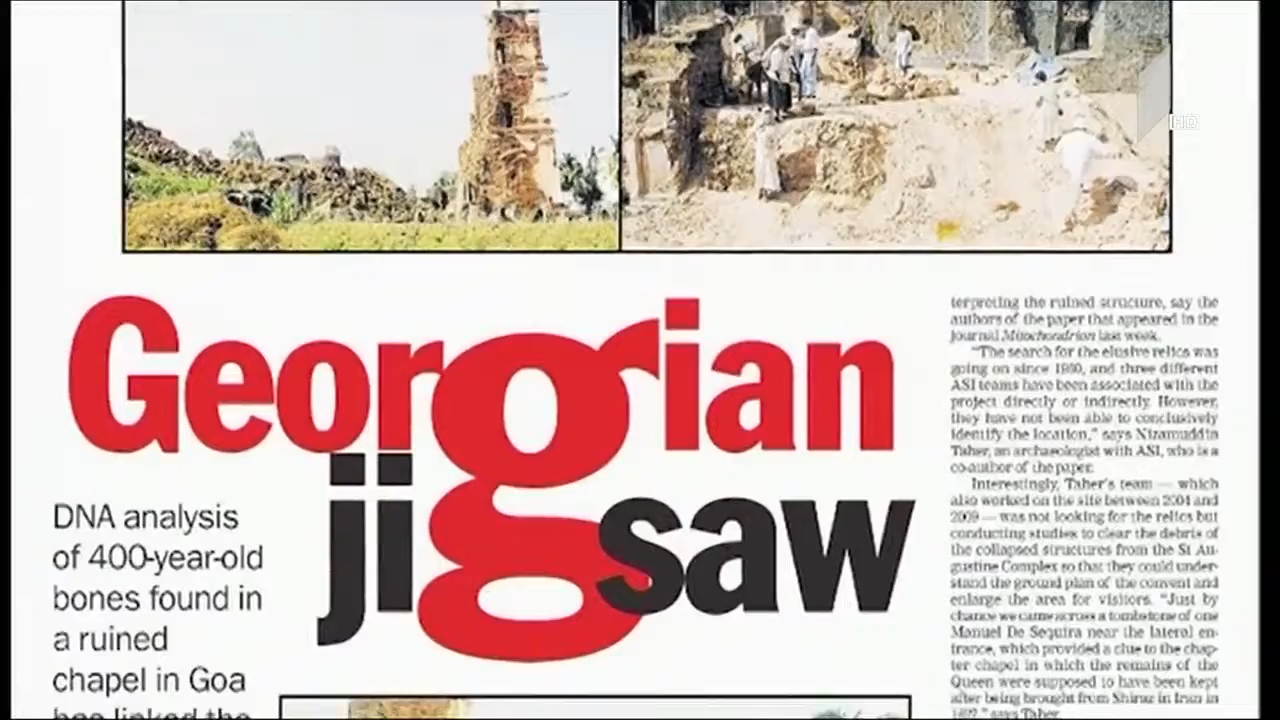 HD
Georgian
jigsaw
DNA analysis
of 400-year-old
bones found in
a ruined
chapel in Goa
has linked the
terpreting the ruined structure, say the
authors of the paper that appeared in the
journal Mitochondrion last week.
"The search for the elusive relics was
going on since 1980, and three different
ASI teams have been associated with the
project directly or indirectly. However,
they have not been able to conclusively
identify the location," says Nizamuddin
Taher, an archaeologist with ASI, who is a
co-author of the paper.
Interestingly, Taher's team — which
also worked on the site between 2004 and
2009 — was not looking for the relics but
conducting studies to clear the debris of
the collapsed structures from the St Au-
gustine Complex so that they could under-
stand the ground plan of the convent and
enlarge the area for visitors. "Just by
chance we came across a tombstone of one
Manuel De Sequira near the lateral en-
trance, which provided a clue to the chap-
ter chapel in which the remains of the
Queen were supposed to have been kept
after being brought from Shiraz in Iran in
says Taher.